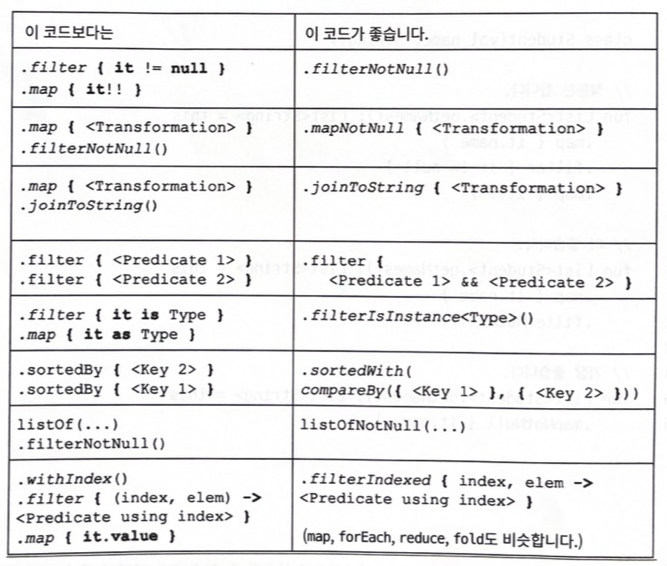 이 코드보다는
이 코드가 좋습니다.
.filter { it != null }
.map { it!! }
.filterNotNull()
.map { <Transformation> }
.filterNotNull()
.mapNotNull { <Transformation> }
.map { <Transformation> }
.joinToString()
.joinToString { <Transformation> }
.filter { <Predicate 1> }
.filter { <Predicate 2> }
.filter {
<Predicate 1> && <Predicate 2> }
.filter { it is Type }
.map { it as Type }
.filterIsInstance<Type>()
.sortedBy { <Key 2> }
.sortedBy { <Key 1> }
.sortedWith(
compareBy({ <Key 1> }, { <Key 2> }))
listOf(...)
.filterNotNull()
listOfNotNull(...)
.withIndex()
.filter { (index, elem) ->
<Predicate using index> }
.map { it.value }
.filterIndexed { index, elem ->
<Predicate using index> }
(map, forEach, reduce, fold도 비슷합니다.)